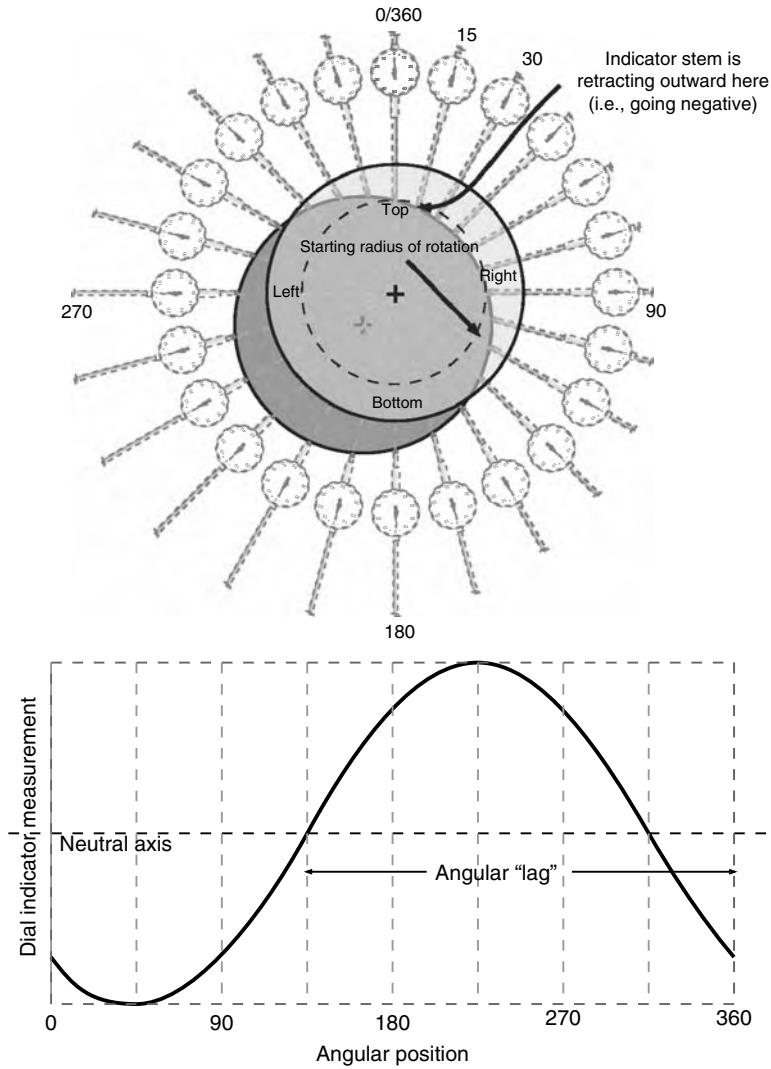 0/360
15
30
Indicator stem is
retracting outward here
(i.e., going negative)
Top
Starting radius of rotation
Left
Right
270
90
Bottom
180
Dial indicator measurement
Neutral axis
Angular “lag”
0
90
180
270
360
Angular position